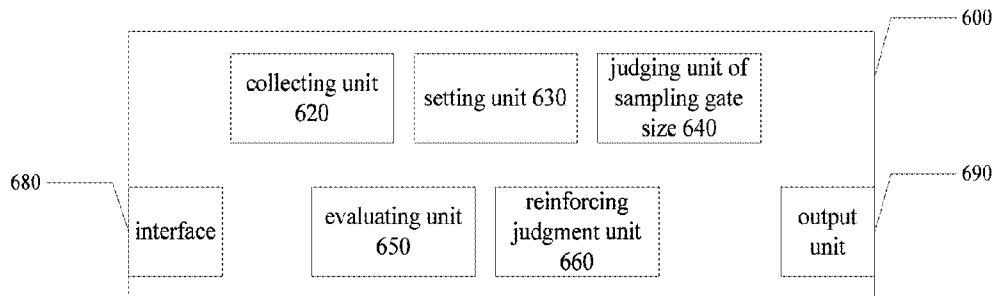 600
collecting unit
620
setting unit 630
judging unit of
sampling gate
size 640
680
690
interface
evaluating unit
650
reinforcing
judgment unit
660
output
unit